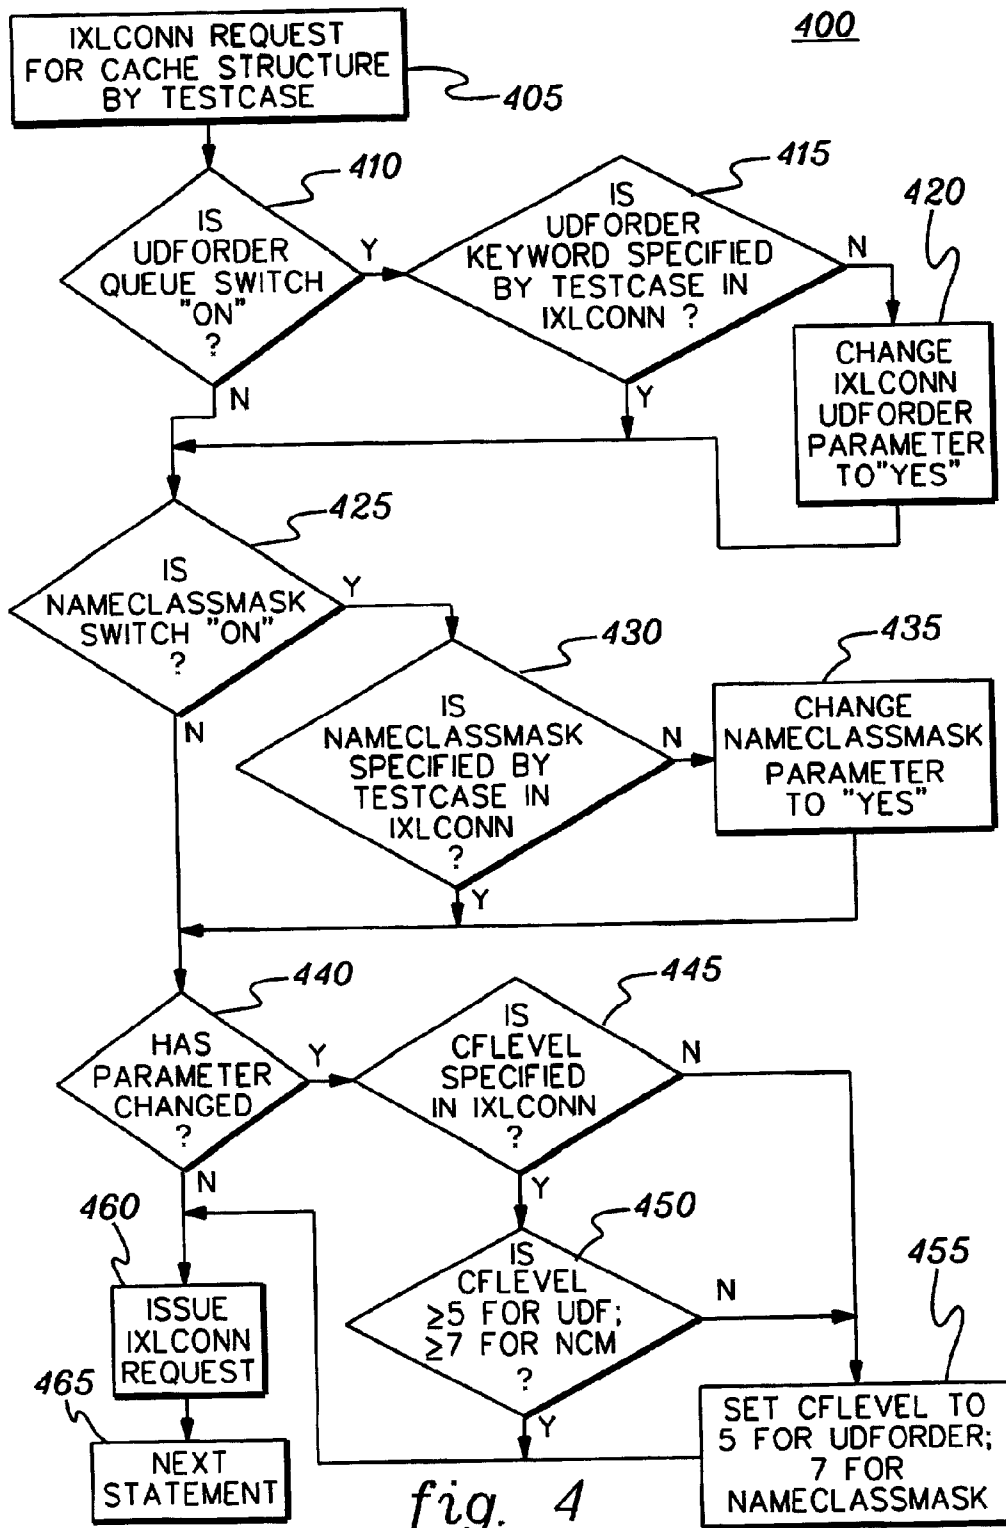 400
IXLCONN REQUEST
FOR CACHE STRUCTURE
BY TESTCASE
405
410
IS
UDFORDER
QUEUE SWITCH
"ON"
?
Y
N
415
IS
UDFORDER
KEYWORD SPECIFIED
BY TESTCASE IN
IXLCONN ?
N
Y
420
CHANGE
IXLCONN
UDFORDER
PARAMETER
TO"YES"
425
IS
NAMECLASSMASK
SWITCH "ON"
?
Y
N
430
IS
NAMECLASSMASK
SPECIFIED BY
TESTCASE IN
IXLCONN
?
N
Y
435
CHANGE
NAMECLASSMASK
PARAMETER
TO "YES"
440
HAS
PARAMETER
CHANGED
?
Y
N
445
IS
CFLEVEL
SPECIFIED
IN IXLCONN
?
N
Y
450
IS
CFLEVEL
≥5 FOR UDF;
≥7 FOR NCM
?
N
Y
455
SET CFLEVEL TO
5 FOR UDFORDER;
7 FOR
NAMECLASSMASK
460
ISSUE
IXLCONN
REQUEST
465
NEXT
STATEMENT
fig. 4